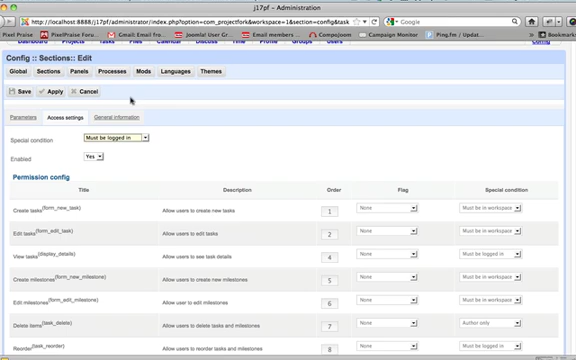 j17pf - Administration
http://localhost:8888/j17pf/administrator/index.php?option=com_projectfork&workspace=1&section=config&task
Google
Pixel Praise PixelPraise Forum Gmail: Email fro... Joomla! User Gr... Email members ... CompoJoom Campaign Monitor Ping.fm / Updat... Bookmarks
Dashboard Projects Tasks Files Calendar Discuss Time Profile Groups Users Config
Config :: Sections:: Edit
Global Sections Panels Processes Mods Languages Themes
Save Apply Cancel
Parameters Access settings General information
Special condition Must be logged in
Enabled Yes
Permission config
Title Description Order Flag Special condition
Create tasks(form_new_task) Allow users to create new tasks 1 None Must be in workspace
Edit tasks(form_edit_task) Allow users to edit tasks 2 None Must be in workspace
View tasks(display_details) Allow users to see task details 4 None Must be logged in
Create milestones(form_new_milestone) Allow users to create new milestones 5 None Must be in workspace
Edit milestones(form_edit_milestone) Allow user to edit milestones 6 None Must be in workspace
Delete items(task_delete) Allow users to delete tasks and milestones 7 None Author only
Reorder(task_reorder) Allow users to reorder tasks and milestones 8 None Must be logged in